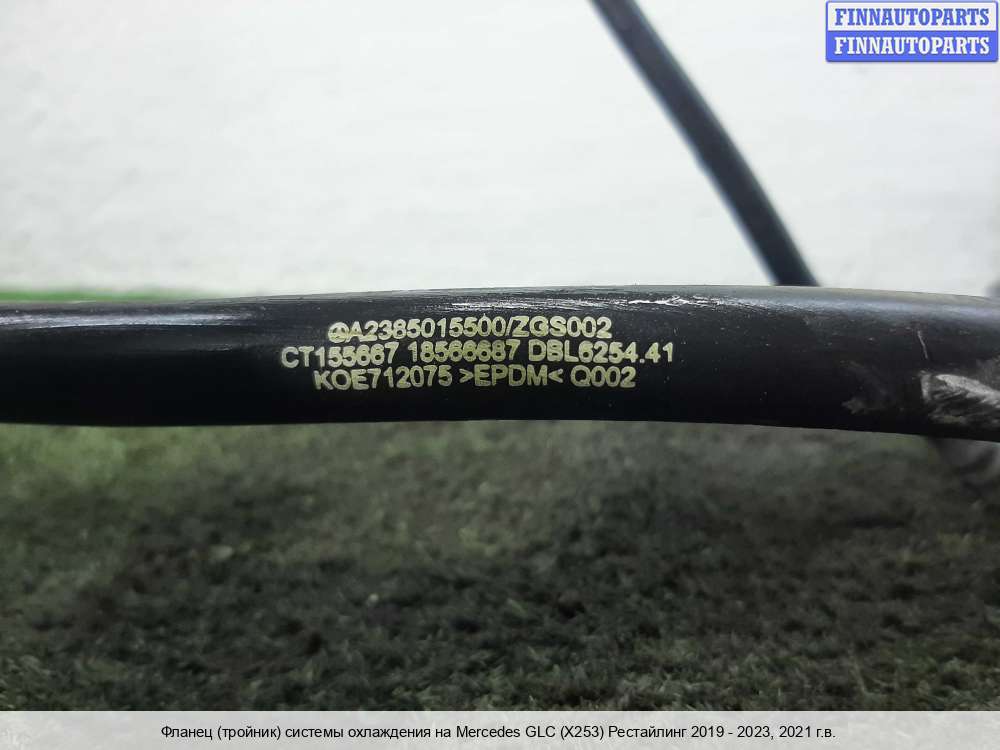 FINNAUTOPARTS
FINNAUTOPARTS
A2385015500/ZGS002
CT155667 18566687 DBL6254.41
KOE712075 >EPDM< Q002
Фланец (тройник) системы охлаждения на Mercedes GLC (X253) Рестайлинг 2019 - 2023, 2021 г.в.